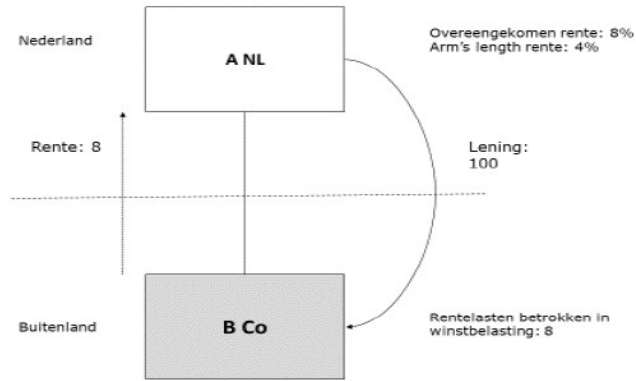 Nederland
A NL
Overeengekomen rente: 8%
Arm's length rente: 4%
Rente: 8
Lening:
100
Buitenland
B Co
Rentelasten betrokken in
winstbelasting: 8